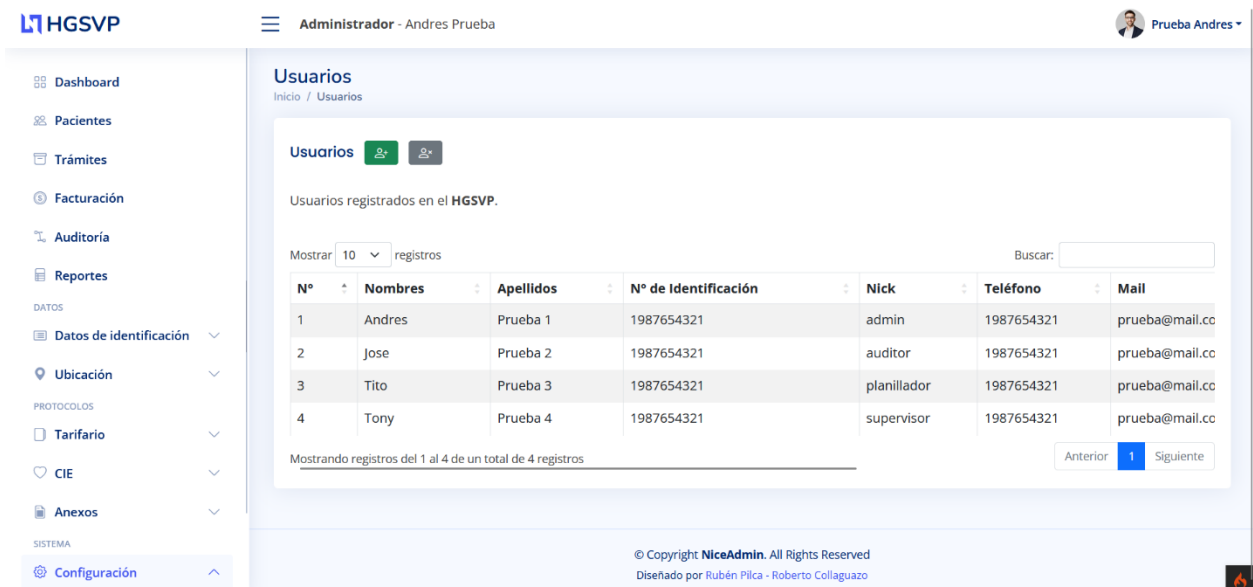 HGSVP
Administrador - Andres Prueba
Prueba Andres
Dashboard
Pacientes
Trámites
Facturación
Auditoría
Reportes
DATOS
Datos de identificación
Ubicación
PROTOCOLOS
Tarifario
CIE
Anexos
SISTEMA
Configuración
Usuarios
Inicio / Usuarios
Usuarios
Usuarios registrados en el HGSVP.
Mostrar 10 registros
Buscar:
N° Nombres Apellidos N° de Identificación Nick Teléfono Mail
1 Andres Prueba 1 1987654321 admin 1987654321 prueba@mail.co
2 Jose Prueba 2 1987654321 auditor 1987654321 prueba@mail.co
3 Tito Prueba 3 1987654321 planillador 1987654321 prueba@mail.co
4 Tony Prueba 4 1987654321 supervisor 1987654321 prueba@mail.co
Mostrando registros del 1 al 4 de un total de 4 registros
Anterior 1 Siguiente
© Copyright NiceAdmin. All Rights Reserved
Diseñado por Rubén Pilca - Roberto Collaguazo